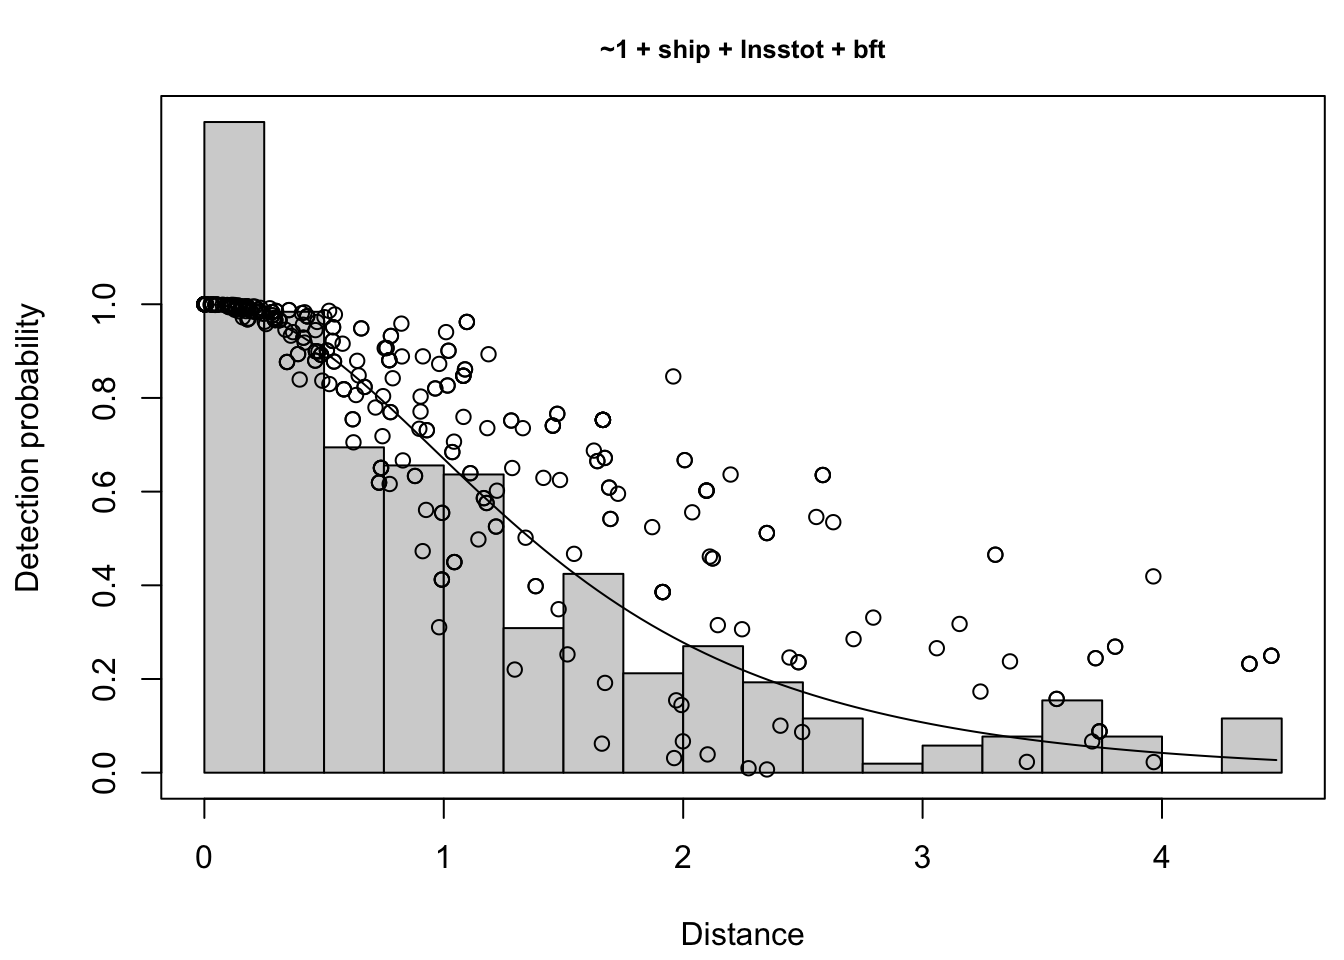 ~1 + ship + lnsstot + bft
Detection probability
1.0
0.8
0.6
0.4
0.2
0.0
0 1 2 3 4
Distance